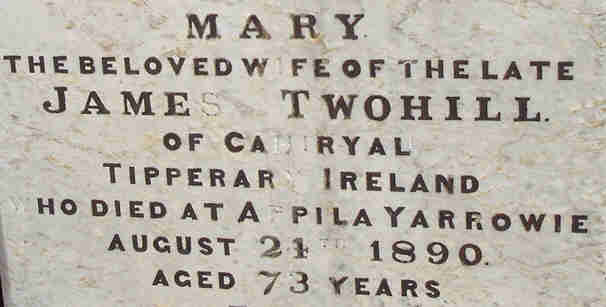 MARY.
THE BELOVED WIFE OF THE LATE
JAMES TWOHILL.
OF
TIPPERARY IRELAND
WHO DIED AT APPILA YARROWIE
AUGUST 24TH 1890.
AGED 73 YEARS